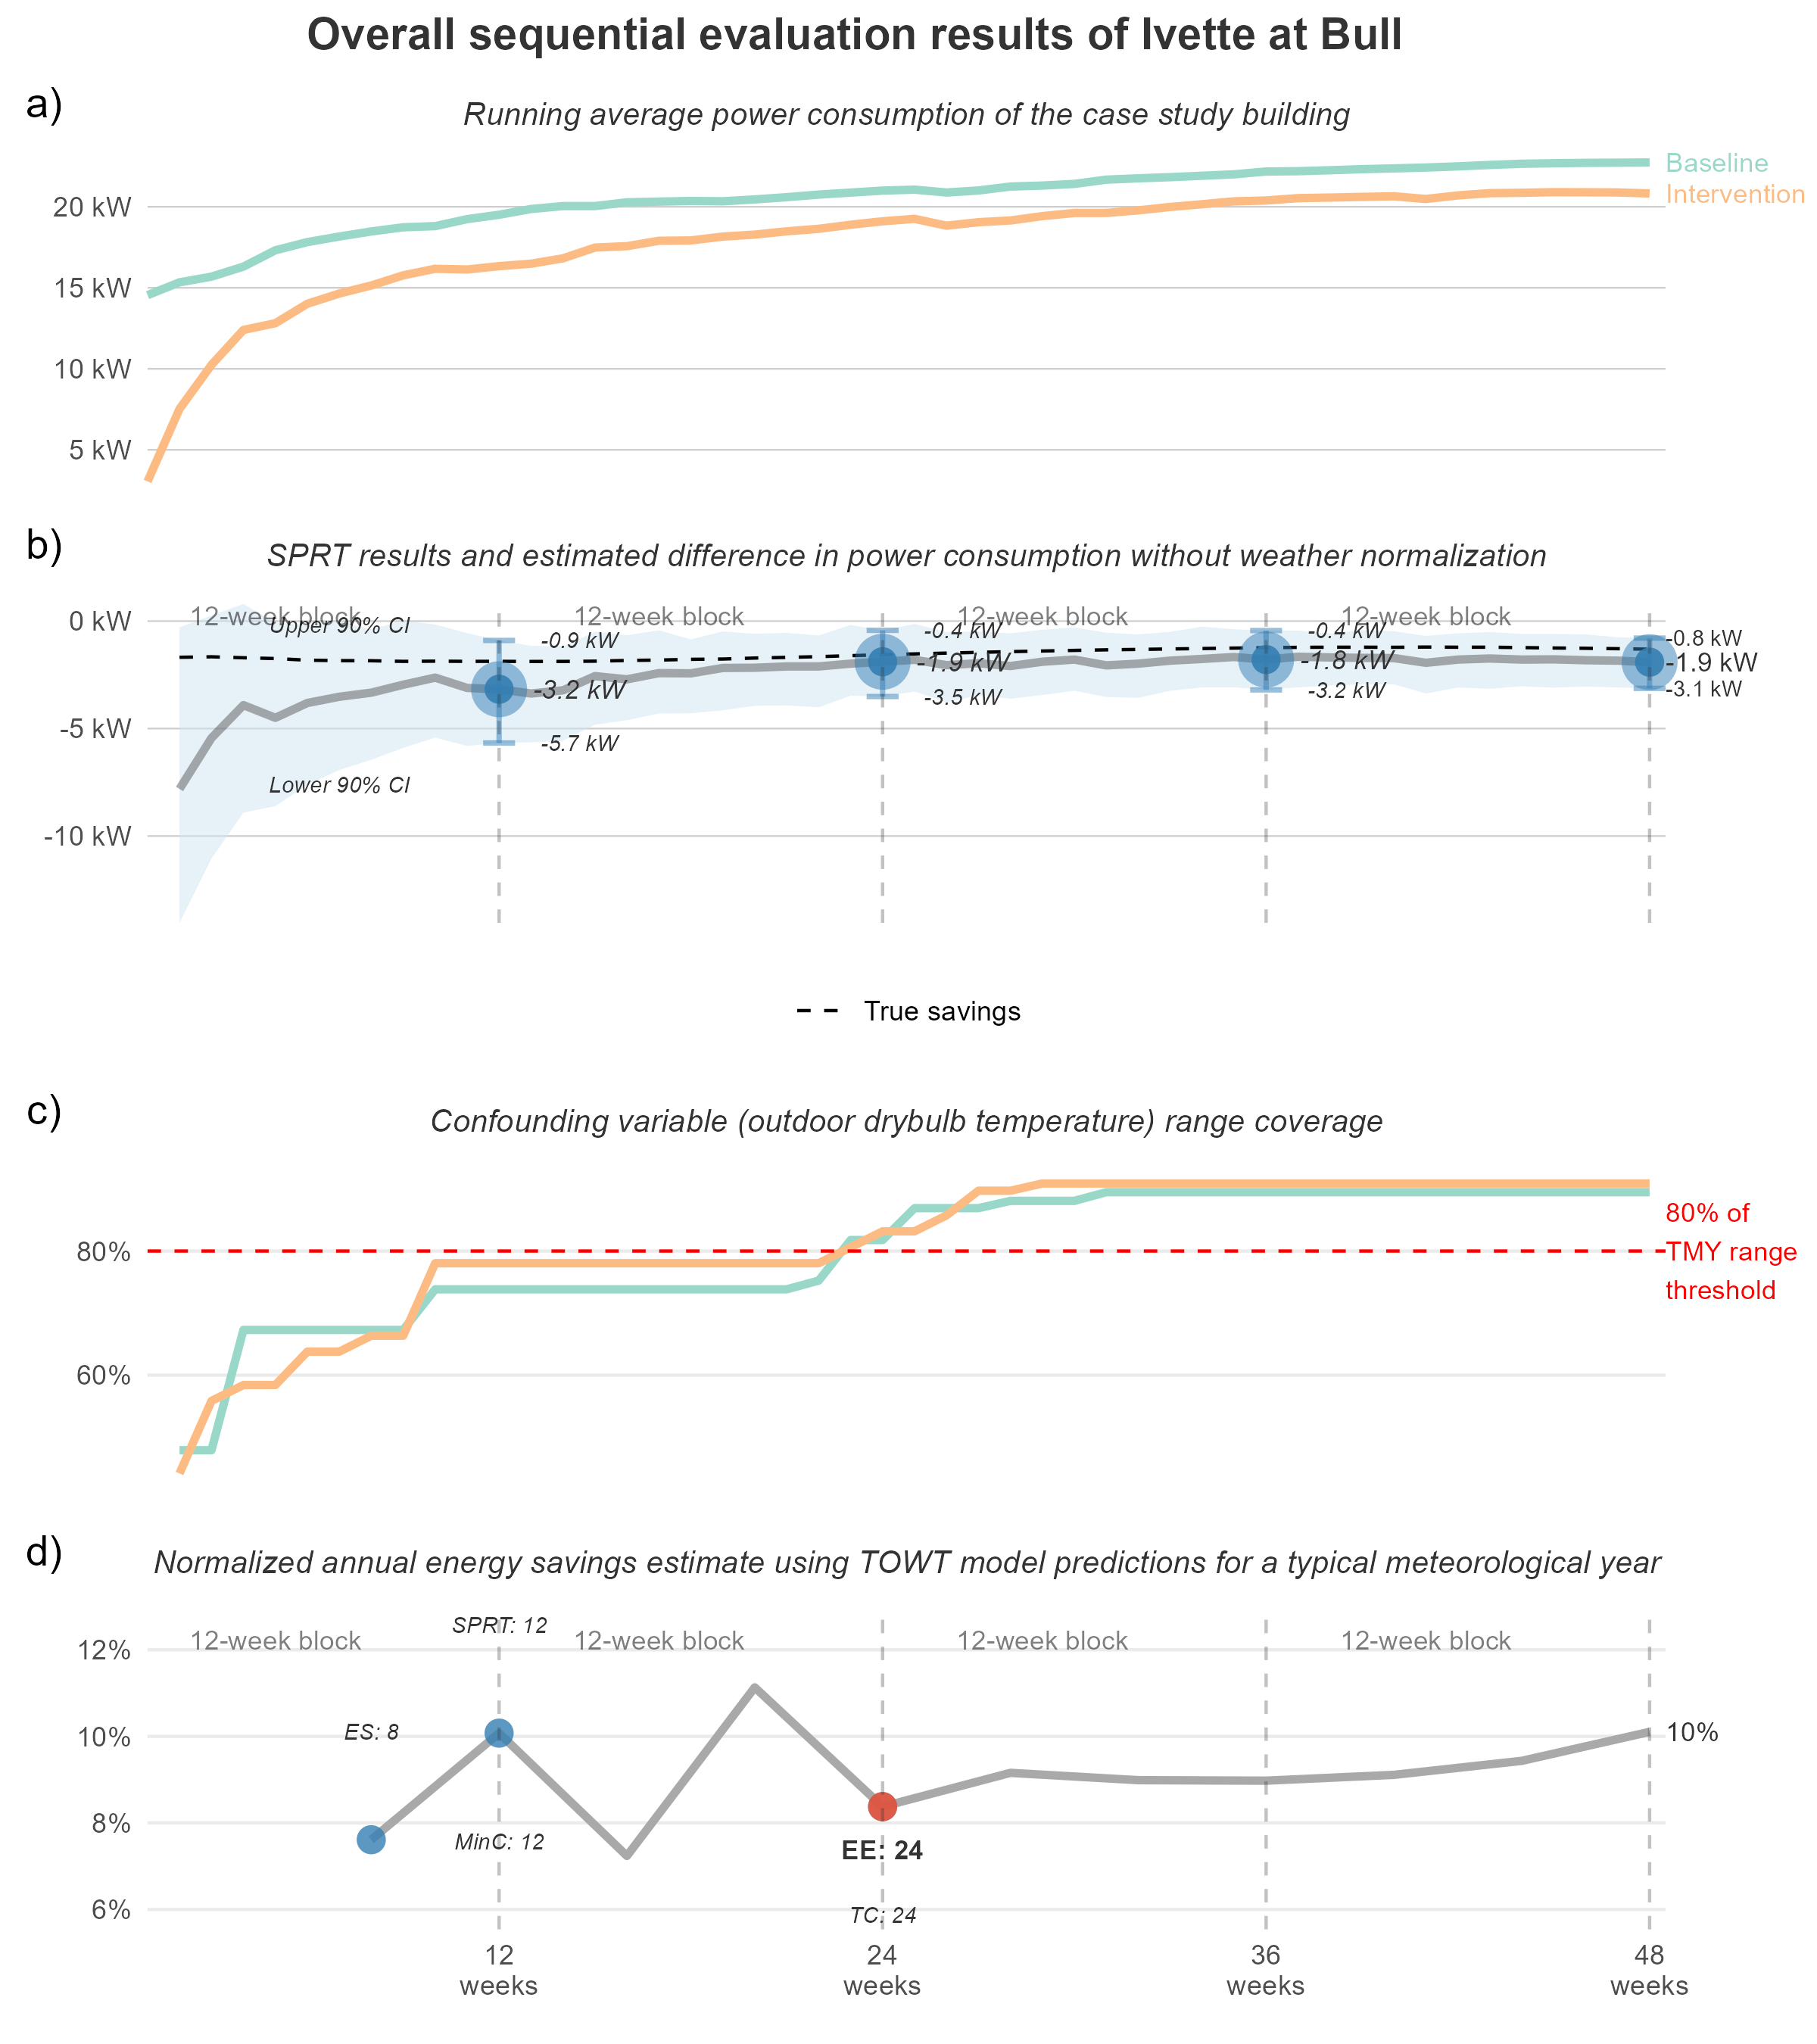 Overall sequential evaluation results of Ivette at Bull
a)
Running average power consumption of the case study building
Baseline
Intervention
20 kW
15 kW
10 kW
5 kW
b)
SPRT results and estimated difference in power consumption without weather normalization
12-week block
12-week block
12-week block
12-week block
0 kW
-5 kW
-10 kW
Upper 90% CI
Lower 90% CI
-0.9 kW
-3.2 kW
-5.7 kW
-0.4 kW
-1.9 kW
-3.5 kW
-0.4 kW
-1.8 kW
-3.2 kW
-0.8 kW
-1.9 kW
-3.1 kW
True savings
c)
Confounding variable (outdoor drybulb temperature) range coverage
80%
60%
80% of
TMY range
threshold
d)
Normalized annual energy savings estimate using TOWT model predictions for a typical meteorological year
SPRT: 12
12-week block
12-week block
12-week block
12-week block
12%
10%
8%
6%
ES: 8
MinC: 12
EE: 24
TC: 24
10%
12
weeks
24
weeks
36
weeks
48
weeks